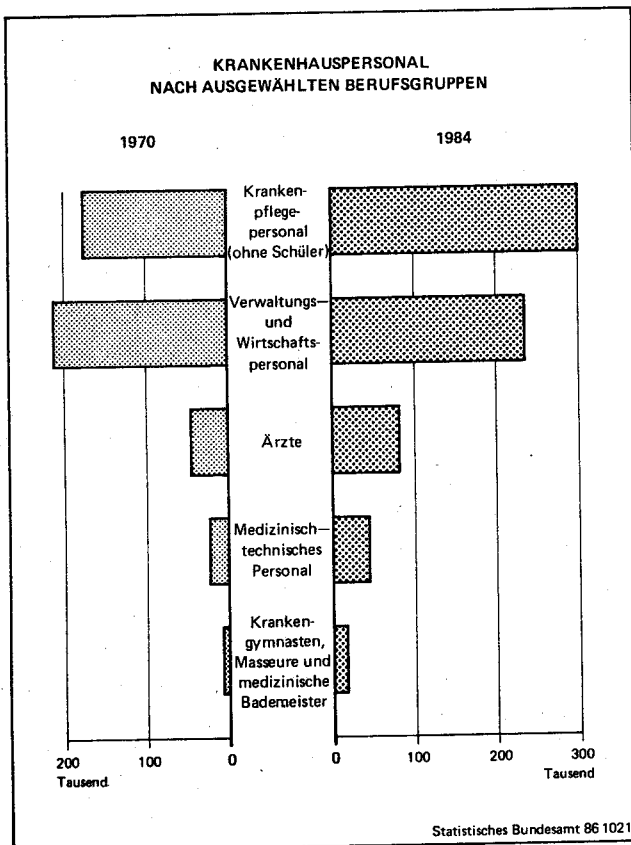 KRANKENHAUSPERSONAL
NACH AUSGEWÄHLTEN BERUFSGRUPPEN
1970
1984
Kranken-
pflege-
personal
(ohne Schüler)
Verwaltungs—
und
Wirtschafts-
personal
Ärzte
Medizinisch—
technisches
Personal
Kranken-
gymnasten,
Masseure und
medizinische
Bademeister
200 100 0 0 100 200 300
Tausend Tausend
Statistisches Bundesamt 86 1021